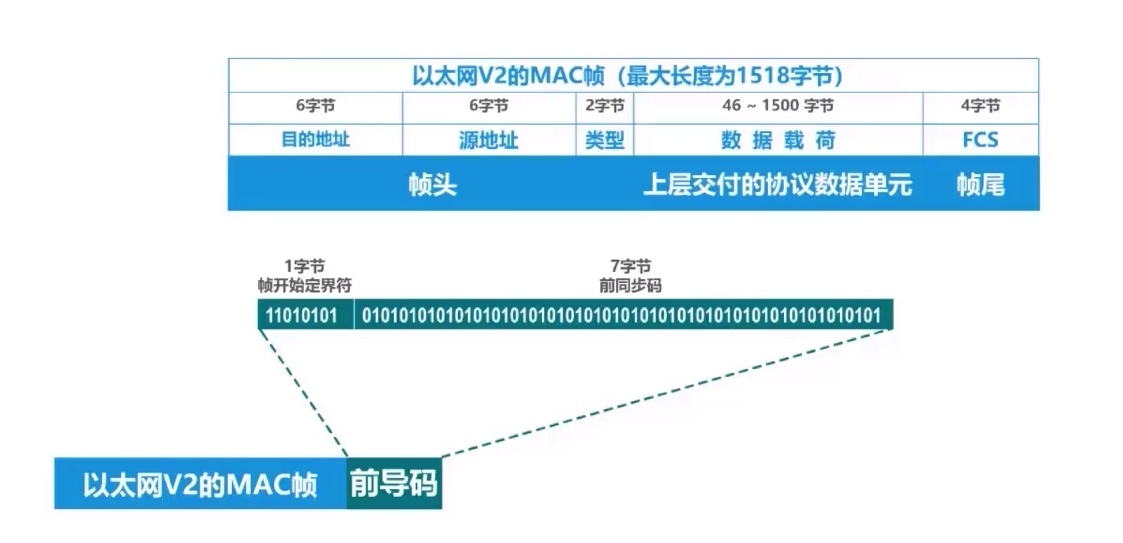 以太网V2的MAC帧（最大长度为1518字节）
6字节 6字节 2字节 46 ~ 1500 字节 4字节
目的地址 源地址 类型 数 据 载 荷 FCS
帧头 上层交付的协议数据单元 帧尾
1字节 7字节
帧开始定界符 前同步码
11010101 01010101010101010101010101010101010101010101010101010101
以太网V2的MAC帧 前导码